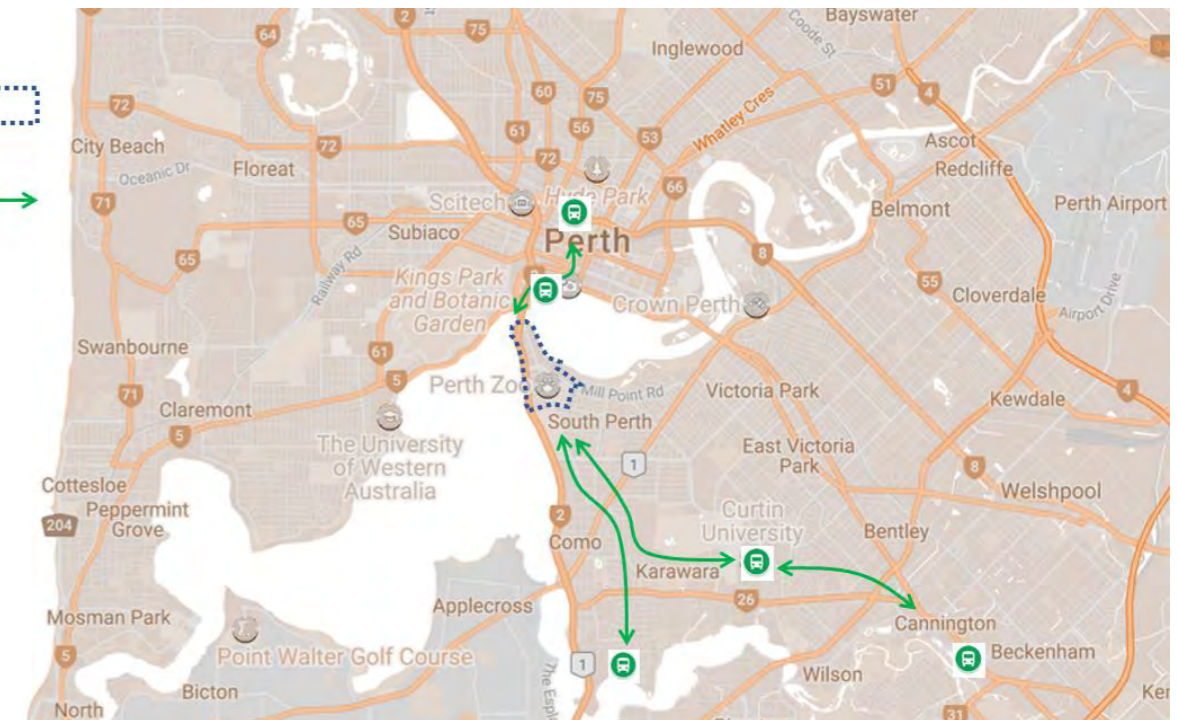 Bayswater
Coode St
2
75
64
Inglewood
94
60
75
51
4
72
Whatley Cres
61
56
53
City Beach
72
72
Ascot
Oceanic Dr
Floreat
Redcliffe
66
71
Scitech
Hyde Park
Belmont
Perth Airport
65
Subiaco
Perth
8
65
Railway Rd
Kings Park
and Botanic
Garden
55
Crown Perth
Cloverdale
Airport Drive
Swanbourne
61
5
Perth Zoo
Mill Point Rd
Victoria Park
4
71
Kewdale
Claremont
South Perth
5
The University
of Western
Australia
East Victoria
Park
1
8
Cottesloe
Welshpool
Peppermint
Grove
204
Curtin
University
2
Bentley
Como
Karawara
26
Applecross
Mosman Park
Cannington
Point Walter Golf Course
Beckenham
5
1
Wilson
Ker
The Espl
Bicton
North
31